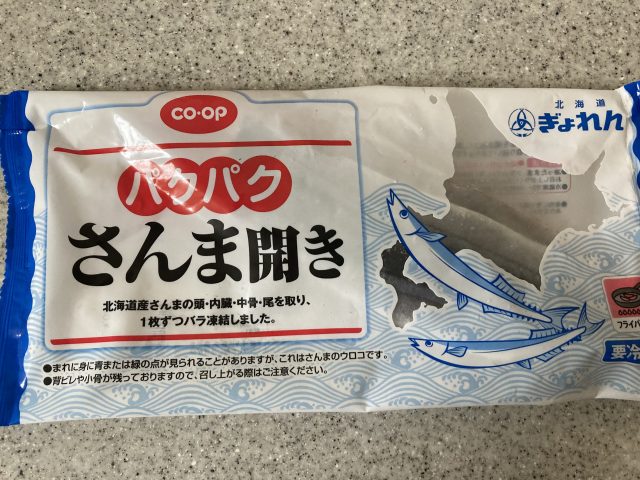 CO·OP
パクパク
さんま開き
北海道産さんまの頭・内臓・中骨・尾を取り、
1枚ずつバラ凍結しました。
●まれに身に青または緑の点が見られることがありますが、これはさんまのウロコです。
●背ビレや小骨が残っておりますので、召し上がる際はご注意ください。
北海道
ぎょれん
フライパ
要冷